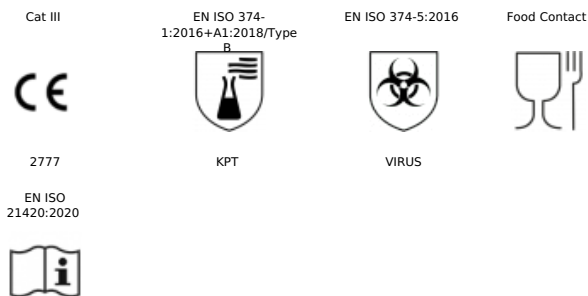 Cat III
EN ISO 374-
1:2016+A1:2018/Type
B
EN ISO 374-5:2016
Food Contact
CE
2777
KPT
VIRUS
EN ISO
21420:2020
i